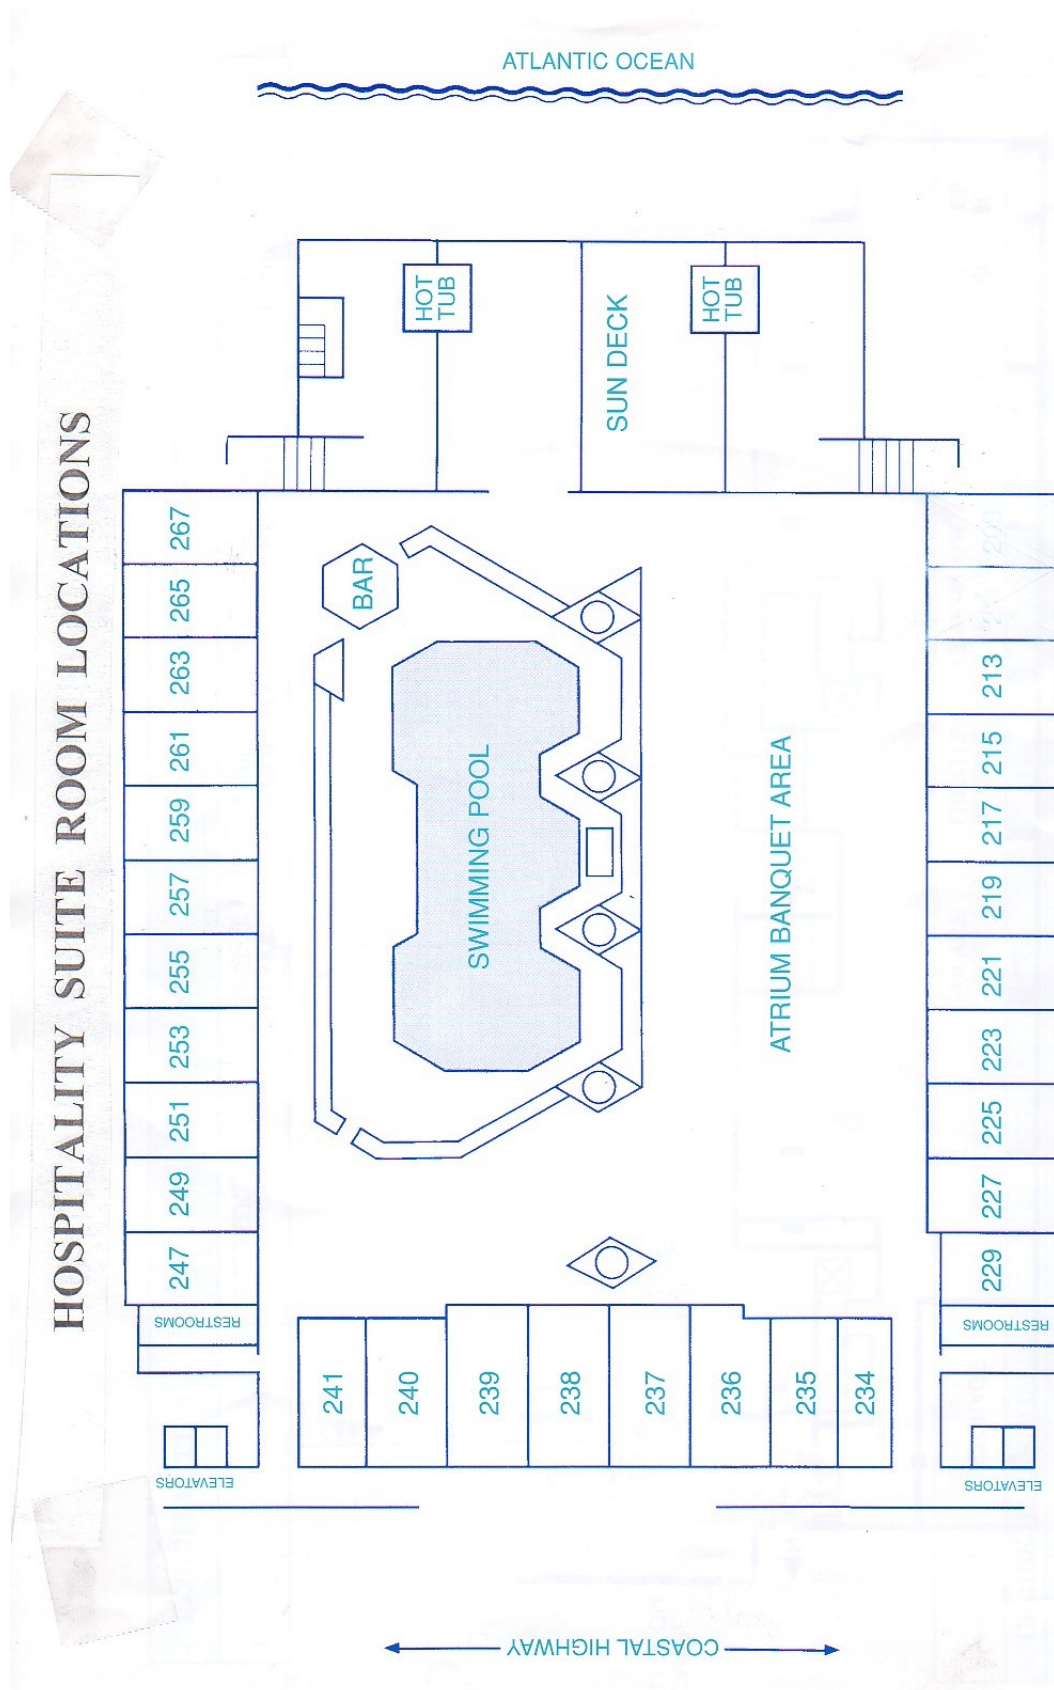 ATLANTIC OCEAN
HOSPITALITY SUITE ROOM LOCATIONS
HOT
TUB
HOT
TUB
SUN DECK
BAR
SWIMMING POOL
ATRIUM BANQUET AREA
267
265
263
261
259
257
255
253
251
249
247
RESTROOMS
ELEVATORS
213
215
217
219
221
223
225
227
229
RESTROOMS
ELEVATORS
241
240
239
238
237
236
235
234
COASTAL HIGHWAY